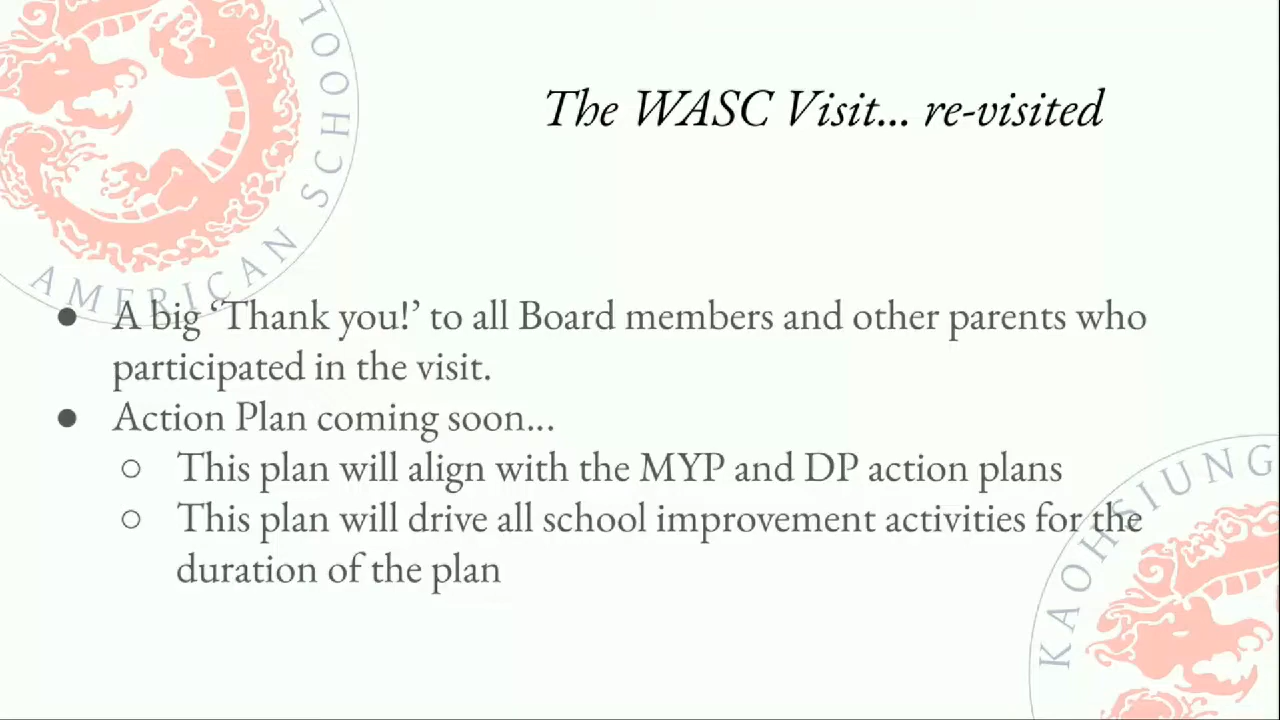 The WASC Visit... re-visited
SCHOOL
AMERICAN
● A big ‘Thank you!’ to all Board members and other parents who
participated in the visit.
● Action Plan coming soon...
○ This plan will align with the MYP and DP action plans
○ This plan will drive all school improvement activities for the
duration of the plan
KAOHSIUNG